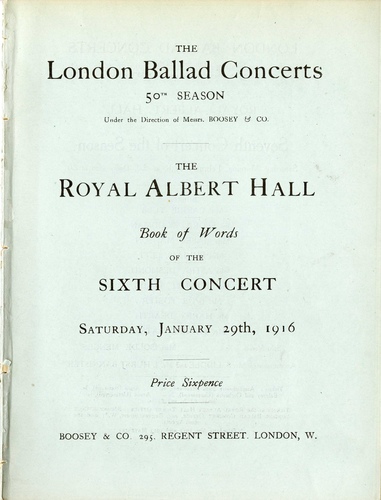 THE
London Ballad Concerts
50TH SEASON
Under the Direction of Messrs. BOOSEY & CO.
THE
ROYAL ALBERT HALL
Book of Words
OF THE
SIXTH CONCERT
SATURDAY, JANUARY 29th, 1916
Price Sixpence
BOOSEY & CO. 295, REGENT STREET. LONDON, W.